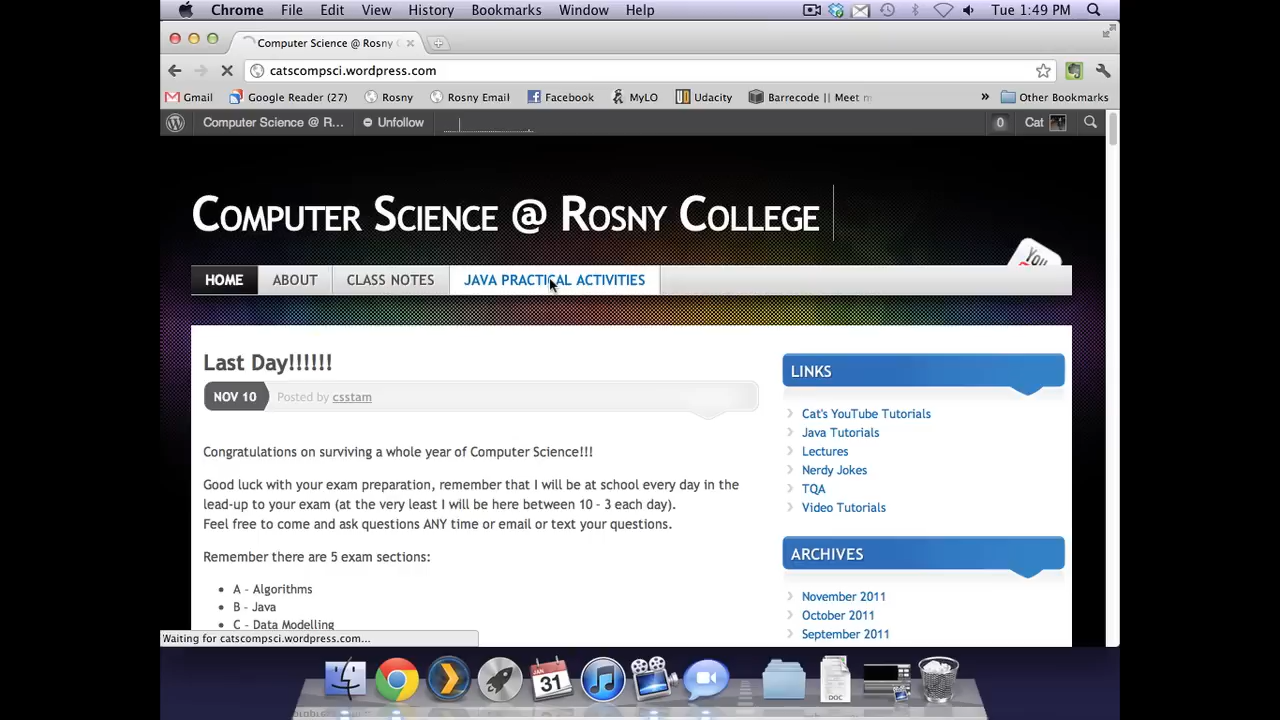 Chrome File Edit View History Bookmarks Window Help Tue 1:49 PM
Computer Science @ Rosny C
catscompsci.wordpress.com
Gmail Google Reader (27) Rosny Rosny Email Facebook MyLO Udacity Barrecode || Meet m » Other Bookmarks
Computer Science @ R... Unfollow 0 Cat
Computer Science @ Rosny College
You
HOME ABOUT CLASS NOTES JAVA PRACTICAL ACTIVITIES
Last Day!!!!!!
NOV 10 Posted by csstam
Congratulations on surviving a whole year of Computer Science!!!
Good luck with your exam preparation, remember that I will be at school every day in the
lead-up to your exam (at the very least I will be here between 10 – 3 each day).
Feel free to come and ask questions ANY time or email or text your questions.
Remember there are 5 exam sections:
• A – Algorithms
• B – Java
• C – Data Modelling
LINKS
Cat's YouTube Tutorials
Java Tutorials
Lectures
Nerdy Jokes
TQA
Video Tutorials
ARCHIVES
November 2011
October 2011
September 2011
Waiting for catscompsci.wordpress.com...
JAN
31
DOC